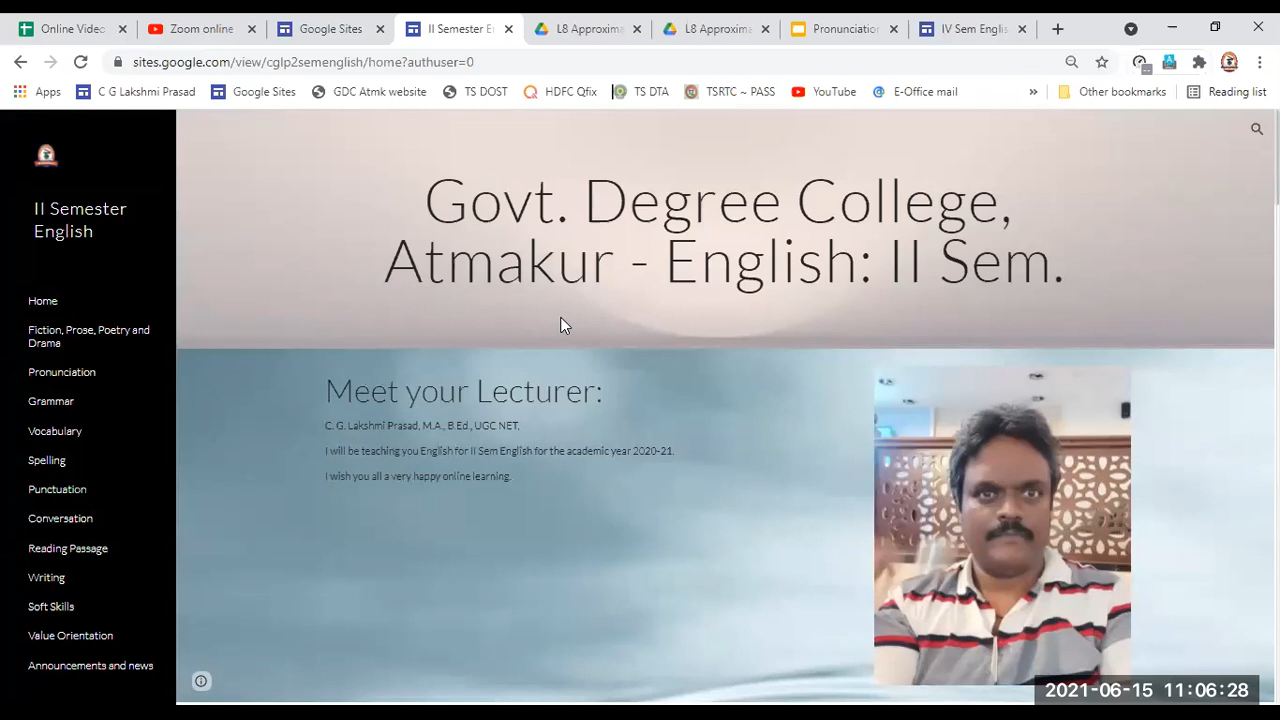 Online Video
Zoom online
Google Sites
II Semester E
L8 Approxima
L8 Approxima
Pronunciation
IV Sem Englis
sites.google.com/view/cglp2semenglish/home?authuser=0
Apps
C G Lakshmi Prasad
Google Sites
GDC Atmk website
TS DOST
HDFC Qfix
TS DTA
TSRTC ~ PASS
YouTube
E-Office mail
»
Other bookmarks
Reading list
II Semester
English
Home
Fiction, Prose, Poetry and
Drama
Pronunciation
Grammar
Vocabulary
Spelling
Punctuation
Conversation
Reading Passage
Writing
Soft Skills
Value Orientation
Announcements and news
Govt. Degree College,
Atmakur - English: II Sem.
Meet your Lecturer:
C. G. Lakshmi Prasad, M.A., B.Ed., UGC NET,
I will be teaching you English for II Sem English for the academic year 2020-21.
I wish you all a very happy online learning.
2021-06-15 11:06:28